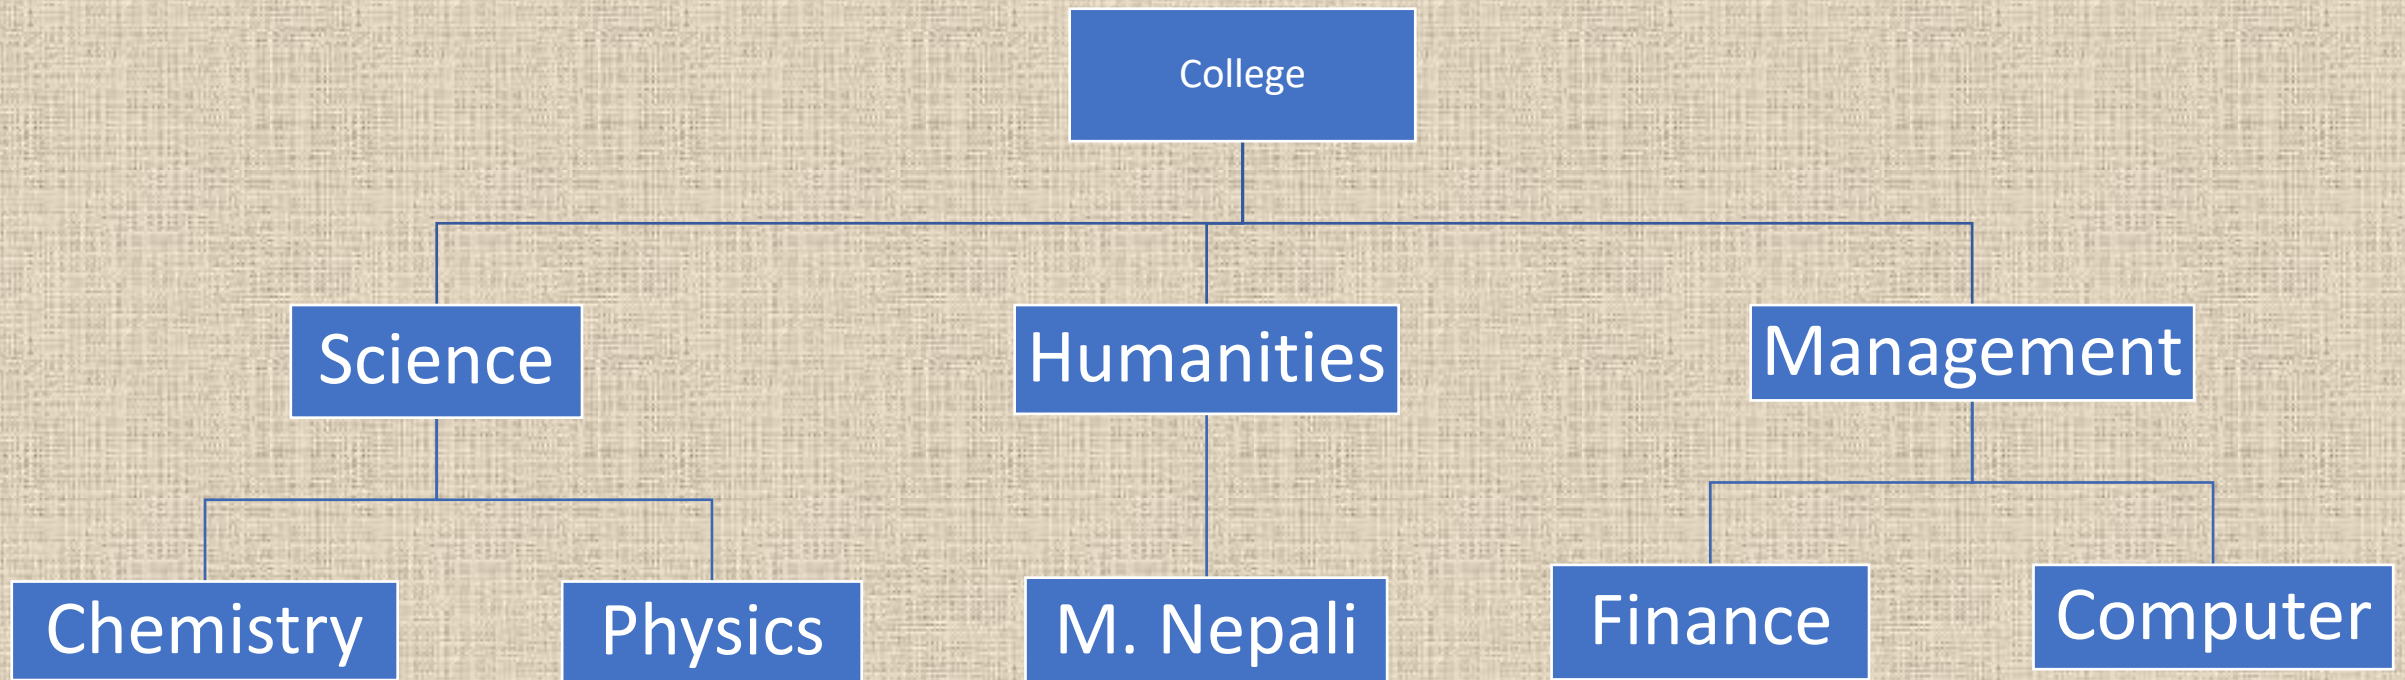 College
Science
Humanities
Management
Chemistry
Physics
M. Nepali
Finance
Computer